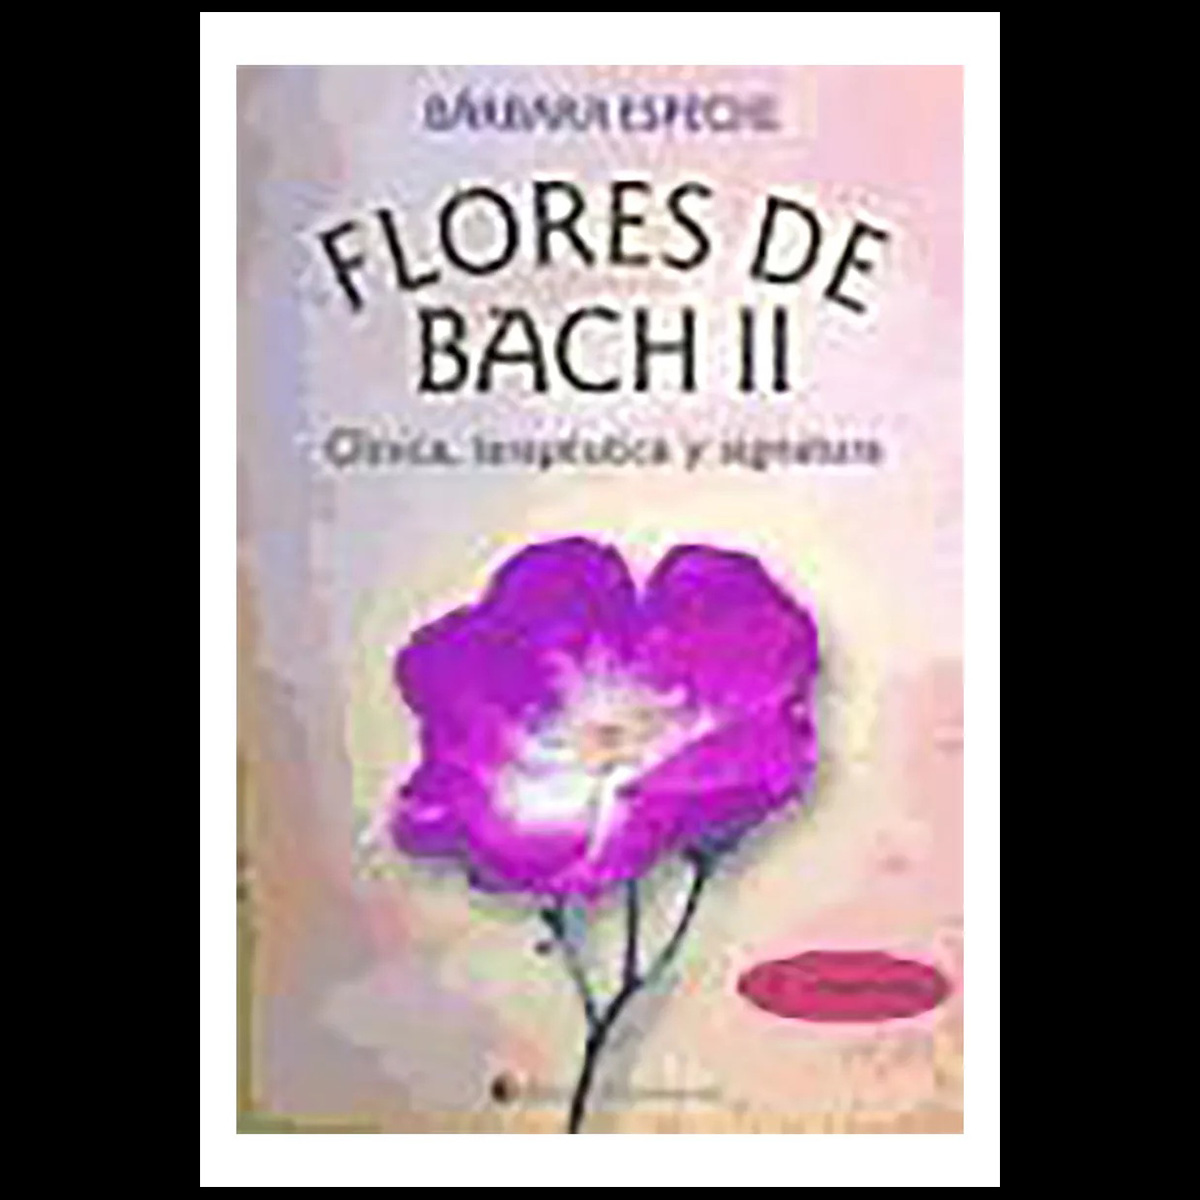 BÁRBARA ESPECHE
FLORES DE
BACH II
Clínica, terapéutica y signatura